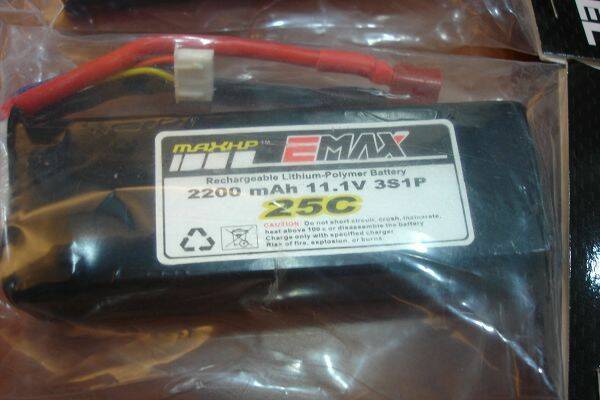 MAXHP™ EMAX
Rechargeable Lithium-Polymer Battery
2200 mAh 11.1V 3S1P
25C
CAUTION: Do not short circuit, crush, incinerate,
heat above 100 c or disassemble the battery
Charge only with specified charger
Risk of fire, explosion, or burns.